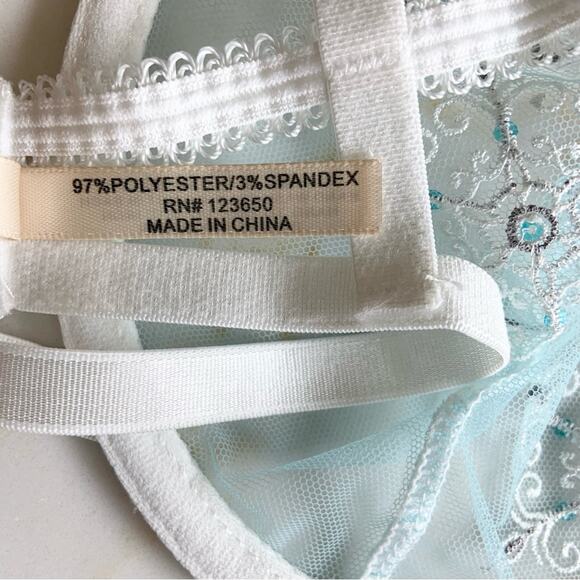 97%POLYESTER/3%SPANDEX
RN# 123650
MADE IN CHINA